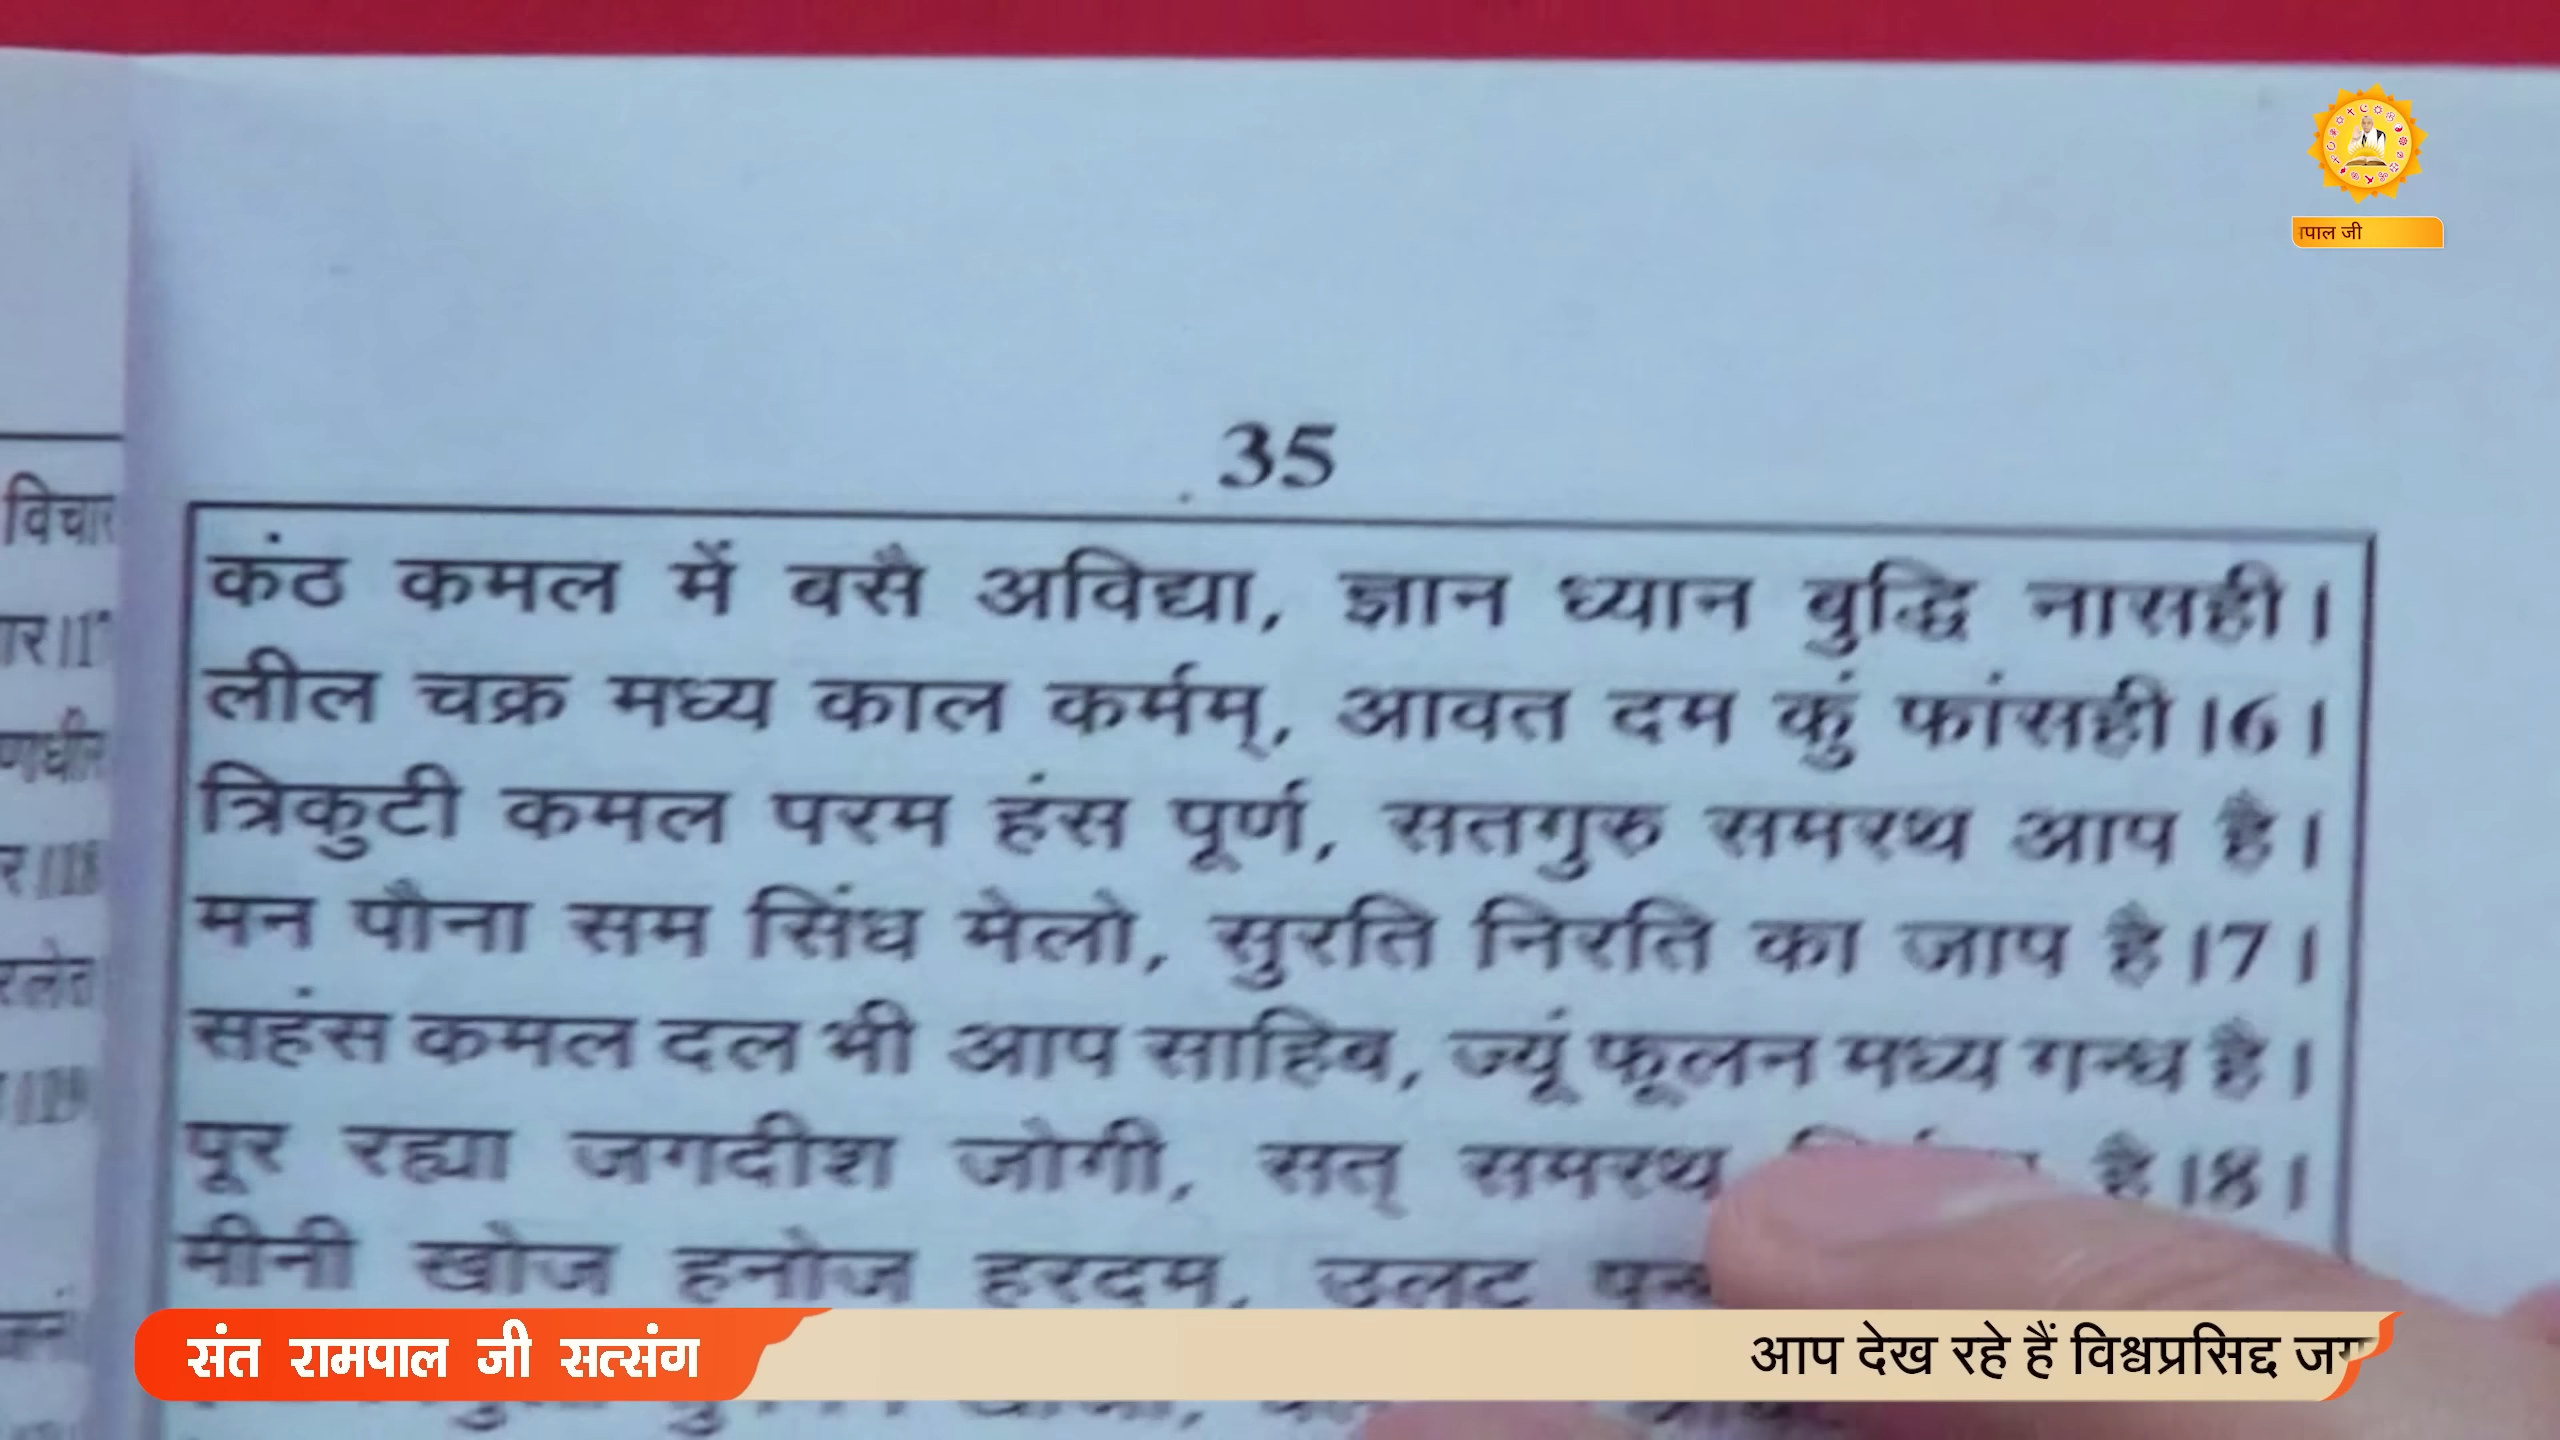 पाल जी
35
कंठ कमल में बसै अविद्या, ज्ञान ध्यान बुद्धि नासही।
लील चक्र मध्य काल कर्मम्, आवत दम कुं फांसही।6।
त्रिकुटी कमल परम हंस पूर्ण, सतगुरु समरथ आप है।
मन पौना सम सिंध मेलो, सुरति निरति का जाप है।7।
सहंस कमल दल भी आप साहिब, ज्यूं फूलन मध्य गन्ध है।
पूर रह्या जगदीश जोगी, सत् समरथ है।8।
मीनी खोज हनोज हरदम, उलट
विचार
संत रामपाल जी सत्संग
आप देख रहे हैं विश्वप्रसिद्द